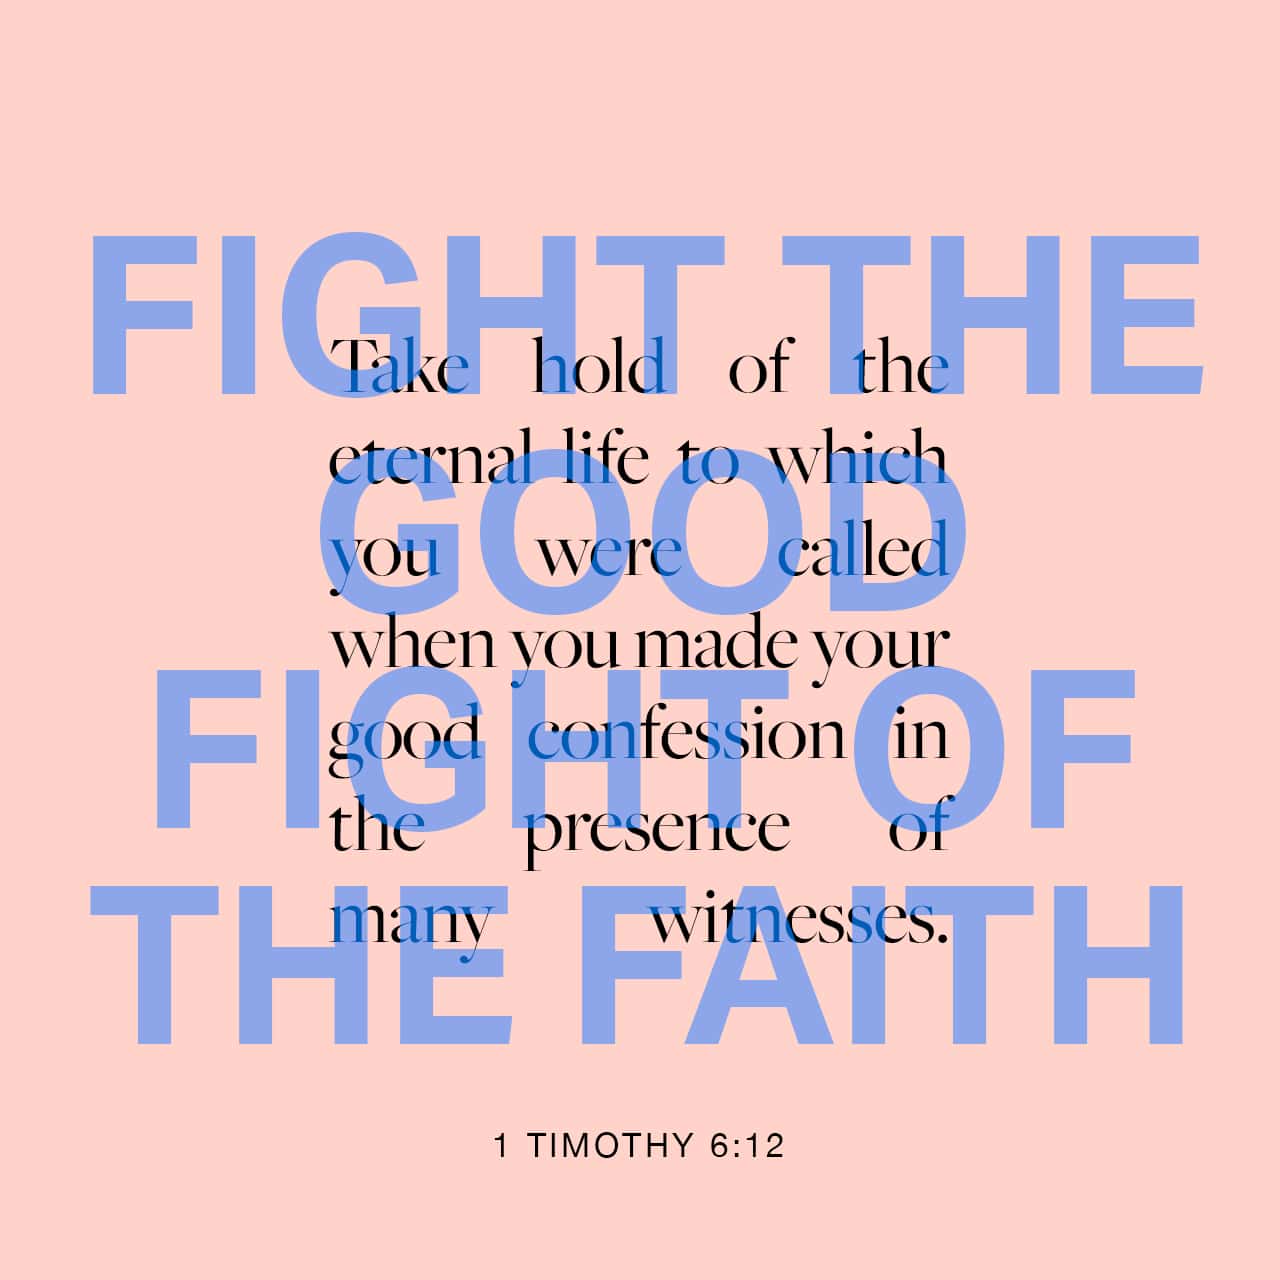 FIGHT THE
GOOD
FIGHT OF
THE FAITH
Take hold of the
eternal life to which
you were called
when you made your
good confession in
the presence of
many witnesses.
1 TIMOTHY 6:12